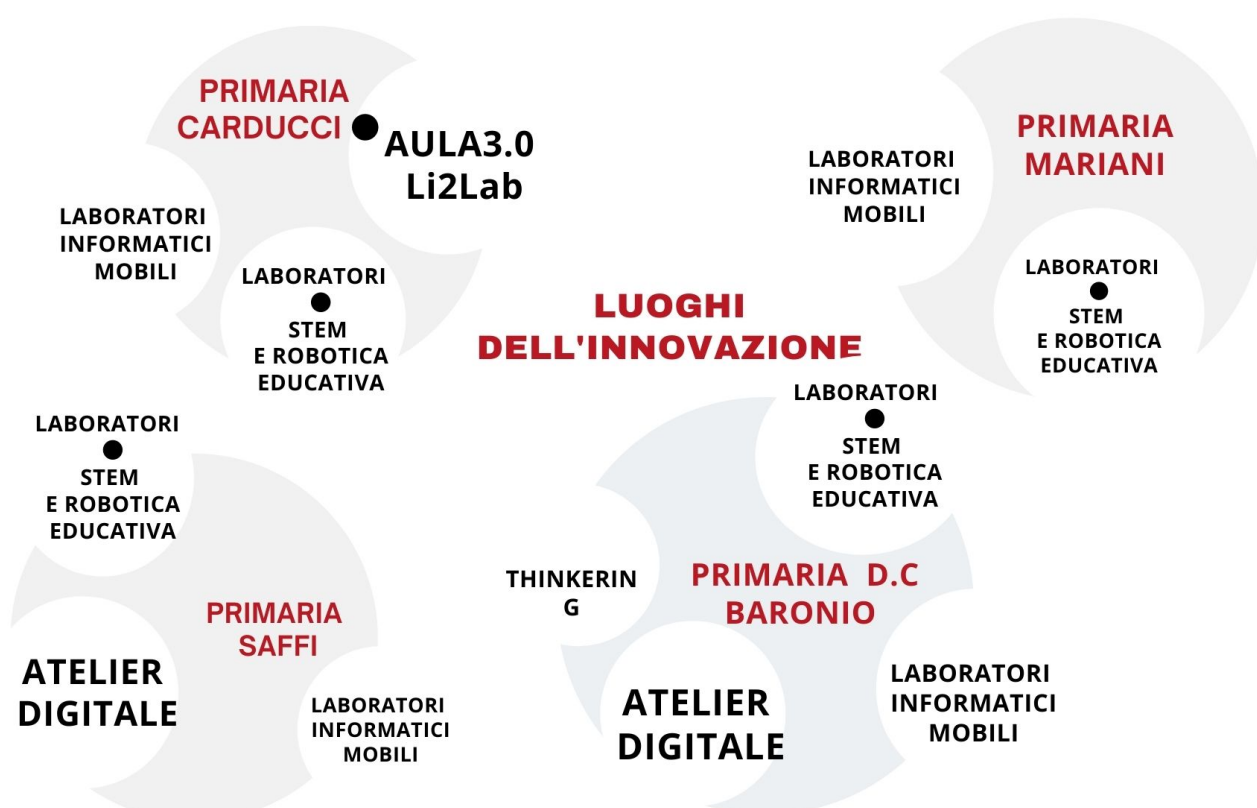 PRIMARIA
CARDUCCI
AULA3.0
Li2Lab
LABORATORI
INFORMATICI
MOBILI
LABORATORI
STEM
E ROBOTICA
EDUCATIVA
PRIMARIA
MARIANI
LABORATORI
INFORMATICI
MOBILI
LABORATORI
STEM
E ROBOTICA
EDUCATIVA
LUOGHI
DELL'INNOVAZIONE
LABORATORI
STEM
E ROBOTICA
EDUCATIVA
PRIMARIA
SAFFI
ATELIER
DIGITALE
LABORATORI
INFORMATICI
MOBILI
LABORATORI
STEM
E ROBOTICA
EDUCATIVA
THINKERIN
G
PRIMARIA D.C
BARONIO
ATELIER
DIGITALE
LABORATORI
INFORMATICI
MOBILI